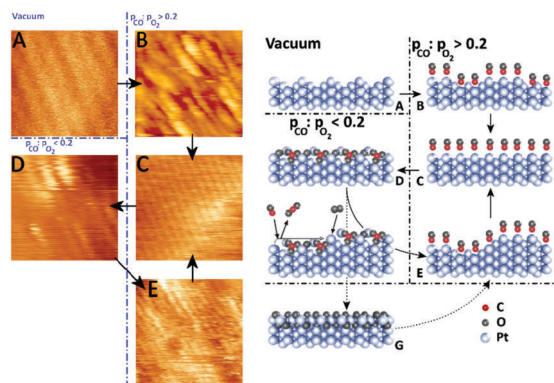 Vacuum
pCO: pO2 > 0.2
A
B
pCO: pO2 < 0.2
D
C
E
Vacuum
pCO: pO2 > 0.2
A
B
pCO: pO2 < 0.2
D
C
E
G
C
O
Pt